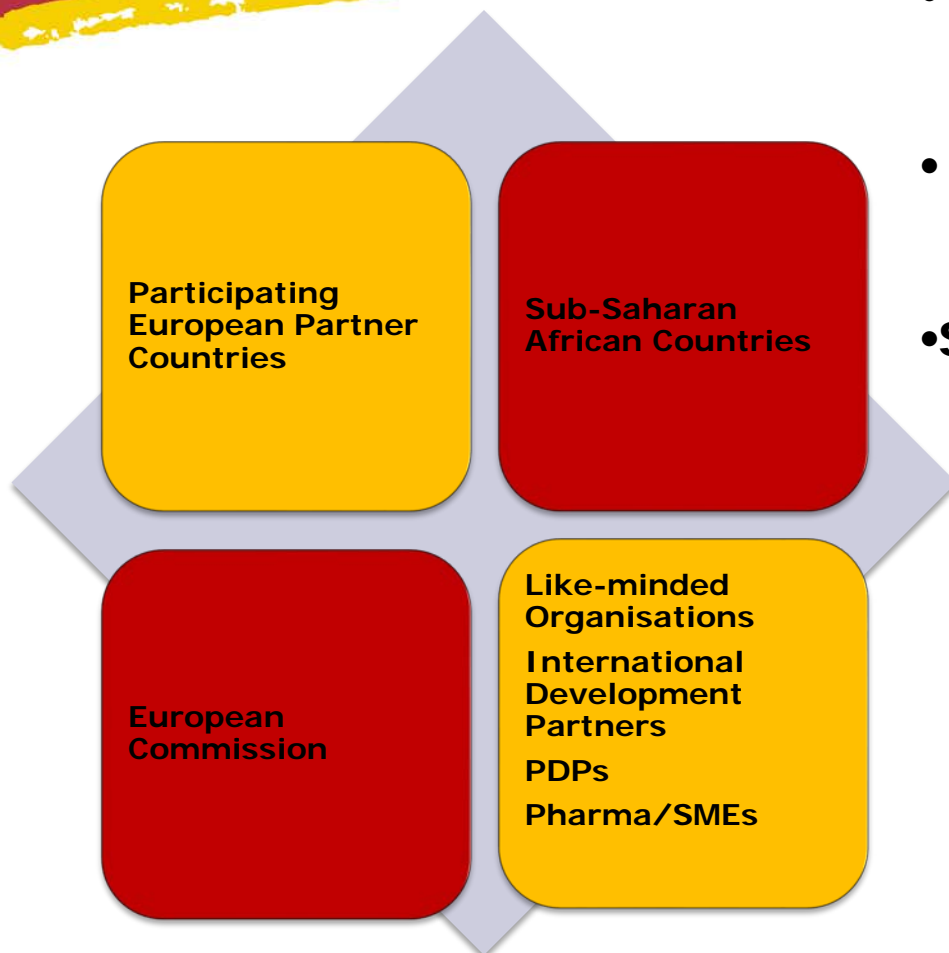 Participating
European Partner
Countries
Sub-Saharan
African Countries
•
•
•S
European
Commission
Like-minded
Organisations
International
Development
Partners
PDPs
Pharma/SMEs